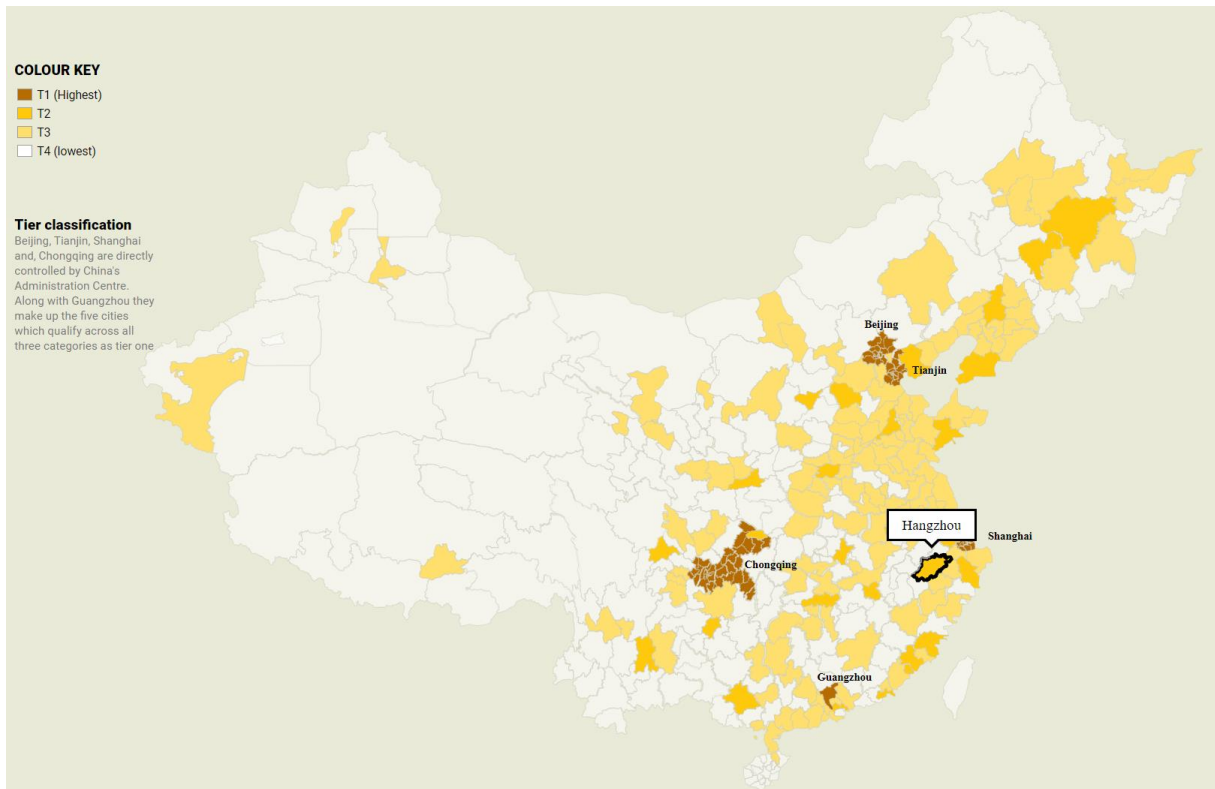 COLOUR KEY
T1 (Highest)
T2
T3
T4 (lowest)
Tier classification
Beijing, Tianjin, Shanghai
and, Chongqing are directly
controlled by China's
Administration Centre.
Along with Guangzhou they
make up the five cities
which qualify across all
three categories as tier one
Beijing
Tianjin
Hangzhou
Shanghai
Chongqing
Guangzhou